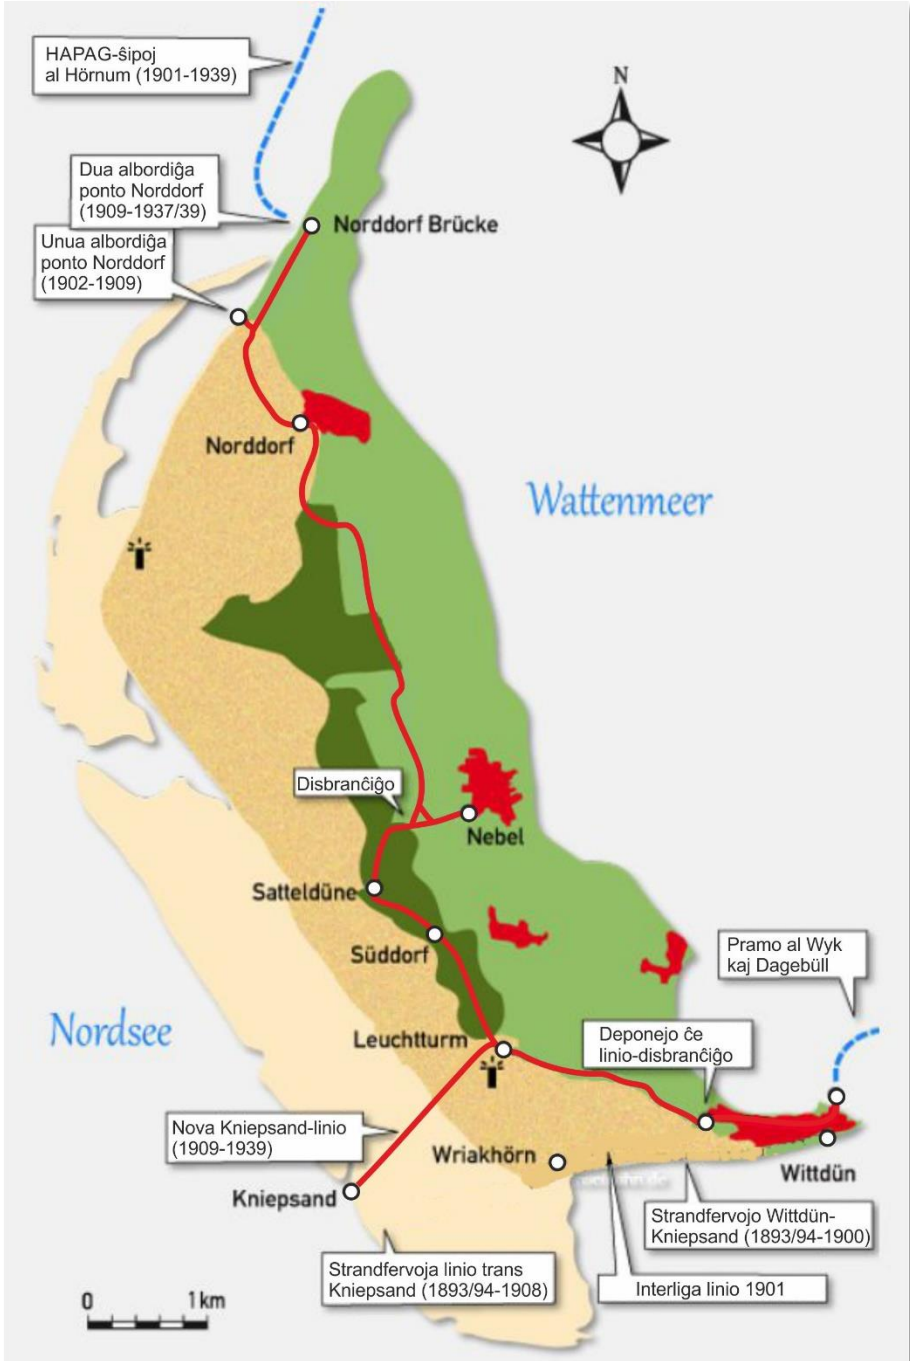 HAPAG-ŝipoj
al Hörnum (1901-1939)
N
Dua albordiĝa
ponto Norddorf
(1909-1937/39)
Norddorf Brücke
Unua albordiĝa
ponto Norddorf
(1902-1909)
Norddorf
Wattenmeer
Disbranĉiĝo
Nebel
Satteldüne
Süddorf
Pramo al Wyk
kaj Dagebüll
Nordsee
Leuchtturm
Deponejo ĉe
linio-disbranĉiĝo
Nova Kniepsand-linio
(1909-1939)
Wriakhörn
Wittdün
Kniepsand
Strandfervojo Wittdün-
Kniepsand (1893/94-1900)
Strandfervoja linio trans
Kniepsand (1893/94-1908)
Interliga linio 1901
0 1 km